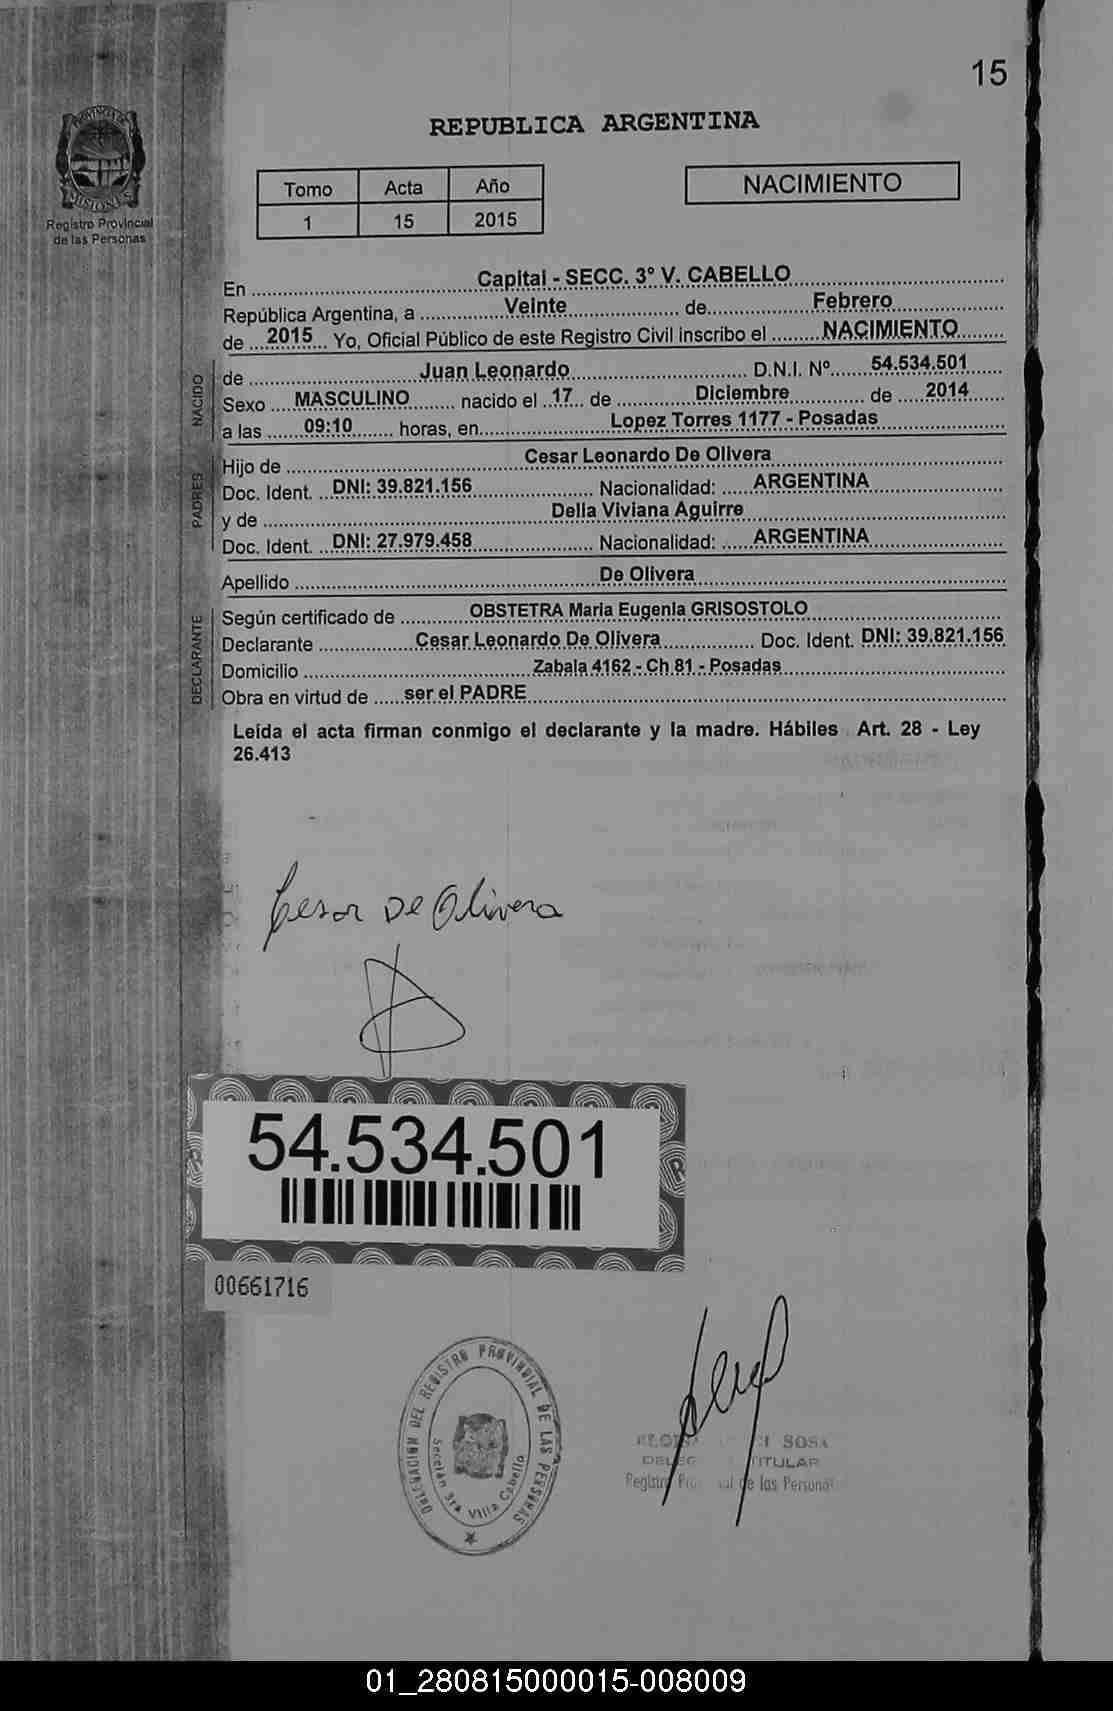 15
PROVINCIA DE
MISIONES
Registro Provincial
de las Personas
REPUBLICA ARGENTINA
Tomo Acta Año
1 15 2015
NACIMIENTO
En Capital - SECC. 3° V. CABELLO
República Argentina, a Veinte de Febrero
de 2015 Yo, Oficial Público de este Registro Civil inscribo el NACIMIENTO
NACIDO
de Juan Leonardo D.N.I. Nº 54.534.501
Sexo MASCULINO nacido el 17 de Diciembre de 2014
a las 09:10 horas, en Lopez Torres 1177 - Posadas
PADRES
Hijo de Cesar Leonardo De Olivera
Doc. Ident. DNI: 39.821.156 Nacionalidad: ARGENTINA
y de Delia Viviana Aguirre
Doc. Ident. DNI: 27.979.458 Nacionalidad: ARGENTINA
Apellido De Olivera
DECLARANTE
Según certificado de OBSTETRA Maria Eugenia GRISOSTOLO
Declarante Cesar Leonardo De Olivera Doc. Ident. DNI: 39.821.156
Domicilio Zabala 4162 - Ch 81 - Posadas
Obra en virtud de ser el PADRE
Leída el acta firman conmigo el declarante y la madre. Hábiles Art. 28 - Ley
26.413
Cesar De Olivera
54.534.501
00661716
DELEGACION DEL REGISTRO PROVINCIAL DE LAS PERSONAS
Sección 3ra Villa Cabello
SOSA
TITULAR
de las Personas
01_280815000015-008009